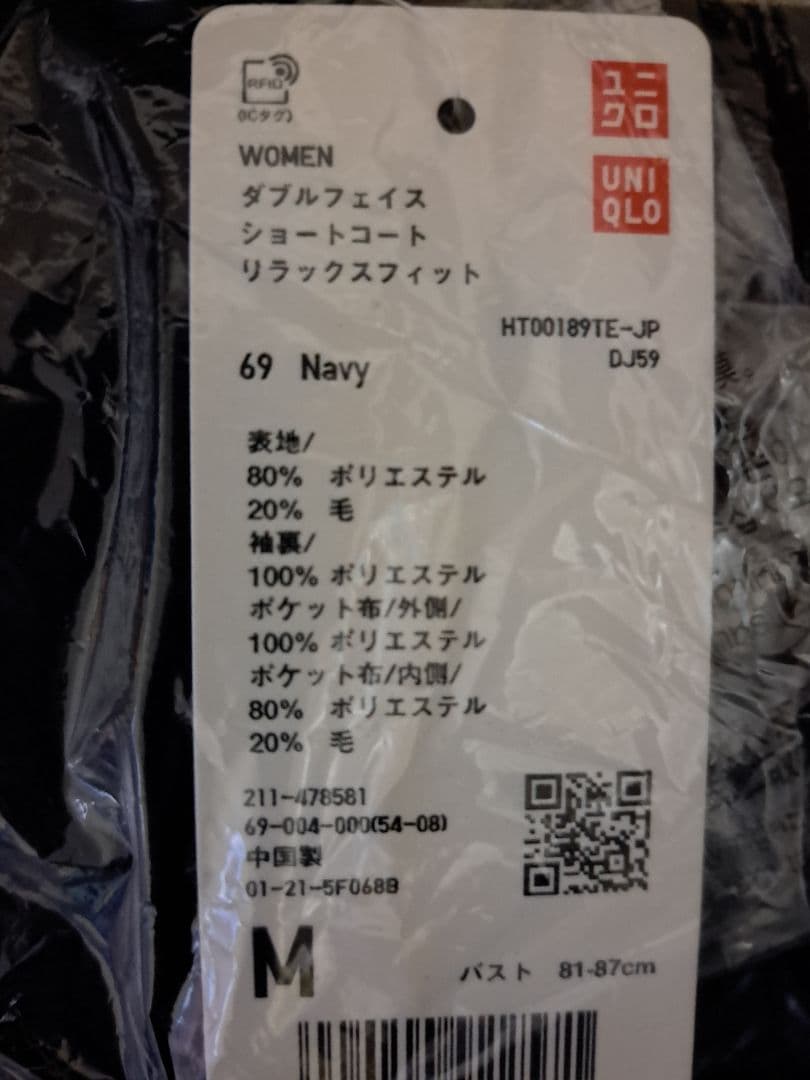 RFID
(ICタグ)
ユニ
クロ
UNI
QLO
WOMEN
ダブルフェイス
ショートコート
リラックスフィット
HT00189TE-JP
DJ59
69 Navy
表地/
80% ポリエステル
20% 毛
袖裏/
100% ポリエステル
ポケット布/外側/
100% ポリエステル
ポケット布/内側/
80% ポリエステル
20% 毛
211-478581
69-004-000(54-08)
中国製
01-21-5F068B
M
バスト 81-87cm